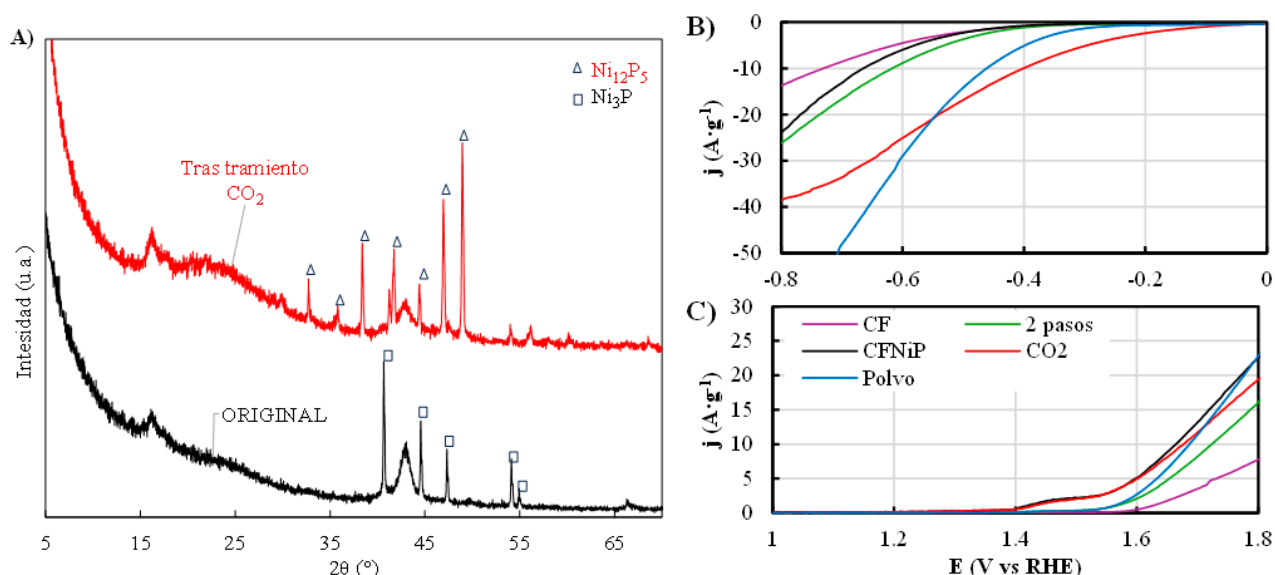 A)
Intesidad (u.a.)
Ni12P5
Ni3P
Tras tramiento
CO2
ORIGINAL
5 15 25 35 45 55 65
2θ (°)
B)
j (A·g-1)
0
-10
-20
-30
-40
-50
-0.8 -0.6 -0.4 -0.2 0
C)
j (A·g-1)
30
25
20
15
10
5
0
CF 2 pasos
CFNiP CO2
Polvo
1 1.2 1.4 1.6 1.8
E (V vs RHE)